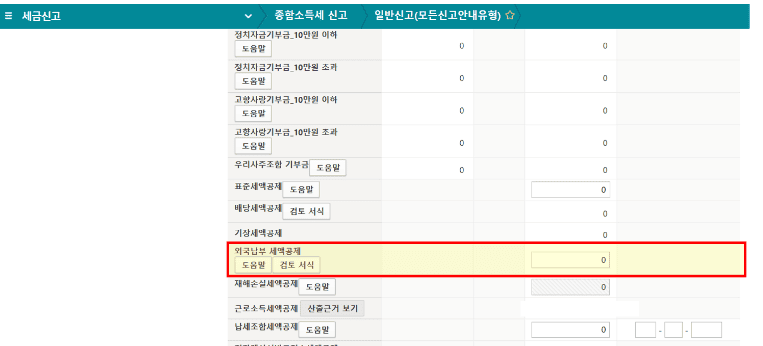 ≡ 세금신고 종합소득세 신고 일반신고(모든신고안내유형) ☆
정치자금기부금_10만원 이하
도움말 0 0
정치자금기부금_10만원 초과
도움말 0 0
고향사랑기부금_10만원 이하
도움말 0 0
고향사랑기부금_10만원 초과
도움말 0 0
우리사주조합 기부금 도움말 0 0
표준세액공제 도움말 0
배당세액공제 검토 서식 0
기장세액공제 0
외국납부 세액공제
도움말 검토 서식 0
재해손실세액공제 도움말 0
근로소득세액공제 산출근거 보기
납세조합세액공제 도움말 0 - -